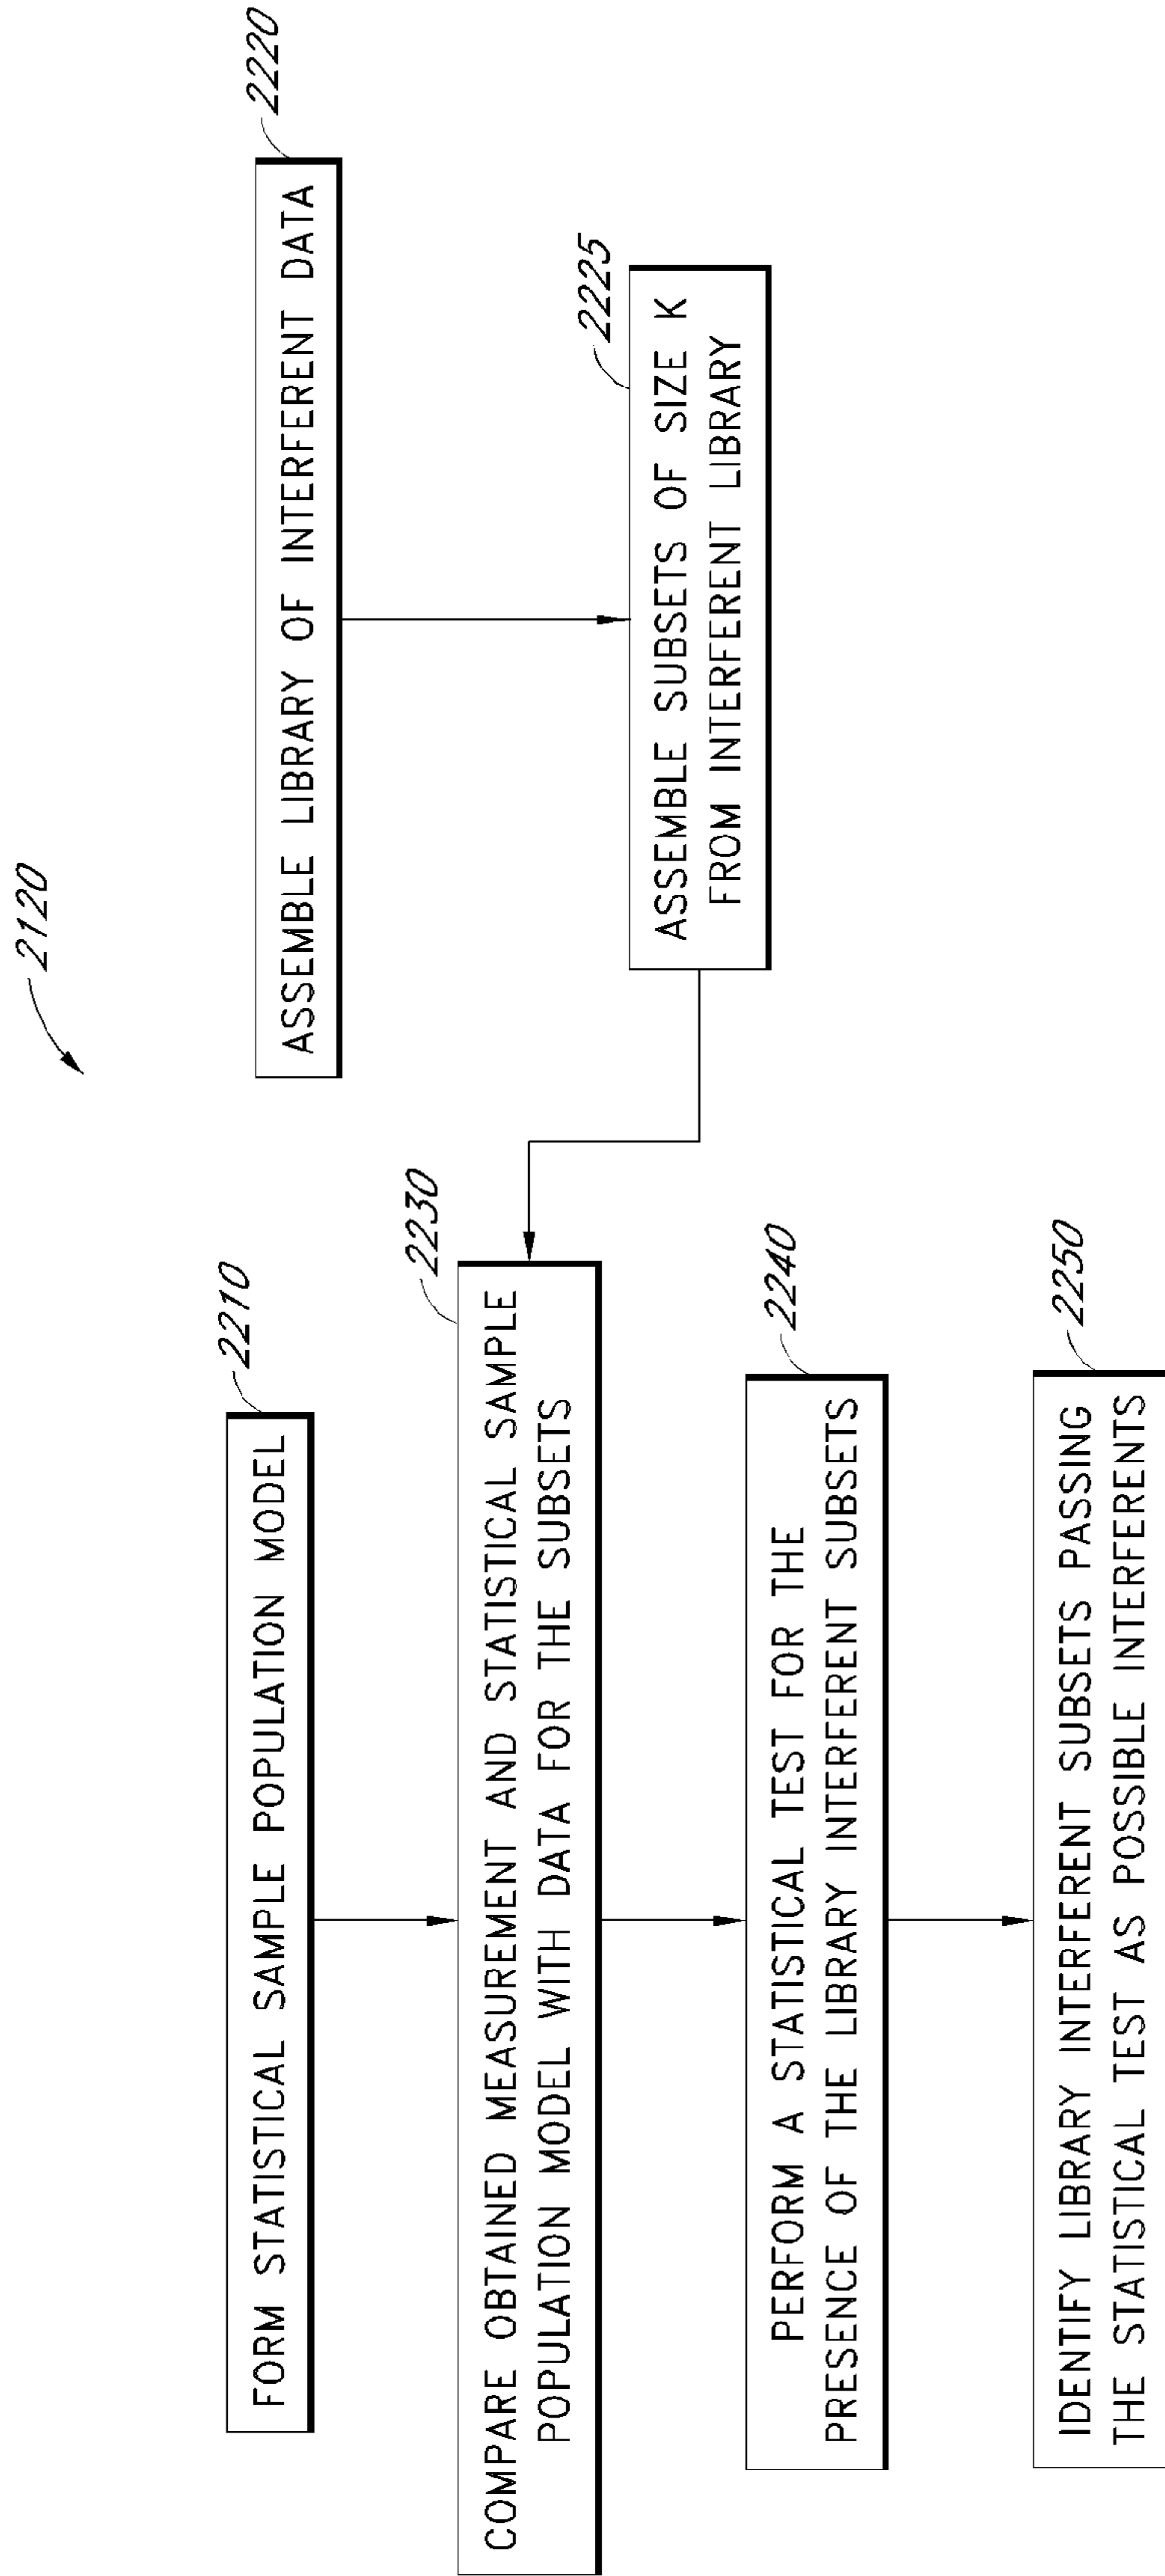 2120
2210
FORM STATISTICAL SAMPLE POPULATION MODEL
2220
ASSEMBLE LIBRARY OF INTERFERENT DATA
2225
ASSEMBLE SUBSETS OF SIZE K
FROM INTERFERENT LIBRARY
2230
COMPARE OBTAINED MEASUREMENT AND STATISTICAL SAMPLE
POPULATION MODEL WITH DATA FOR THE SUBSETS
2240
PERFORM A STATISTICAL TEST FOR THE
PRESENCE OF THE LIBRARY INTERFERENT SUBSETS
2250
IDENTIFY LIBRARY INTERFERENT SUBSETS PASSING
THE STATISTICAL TEST AS POSSIBLE INTERFERENTS